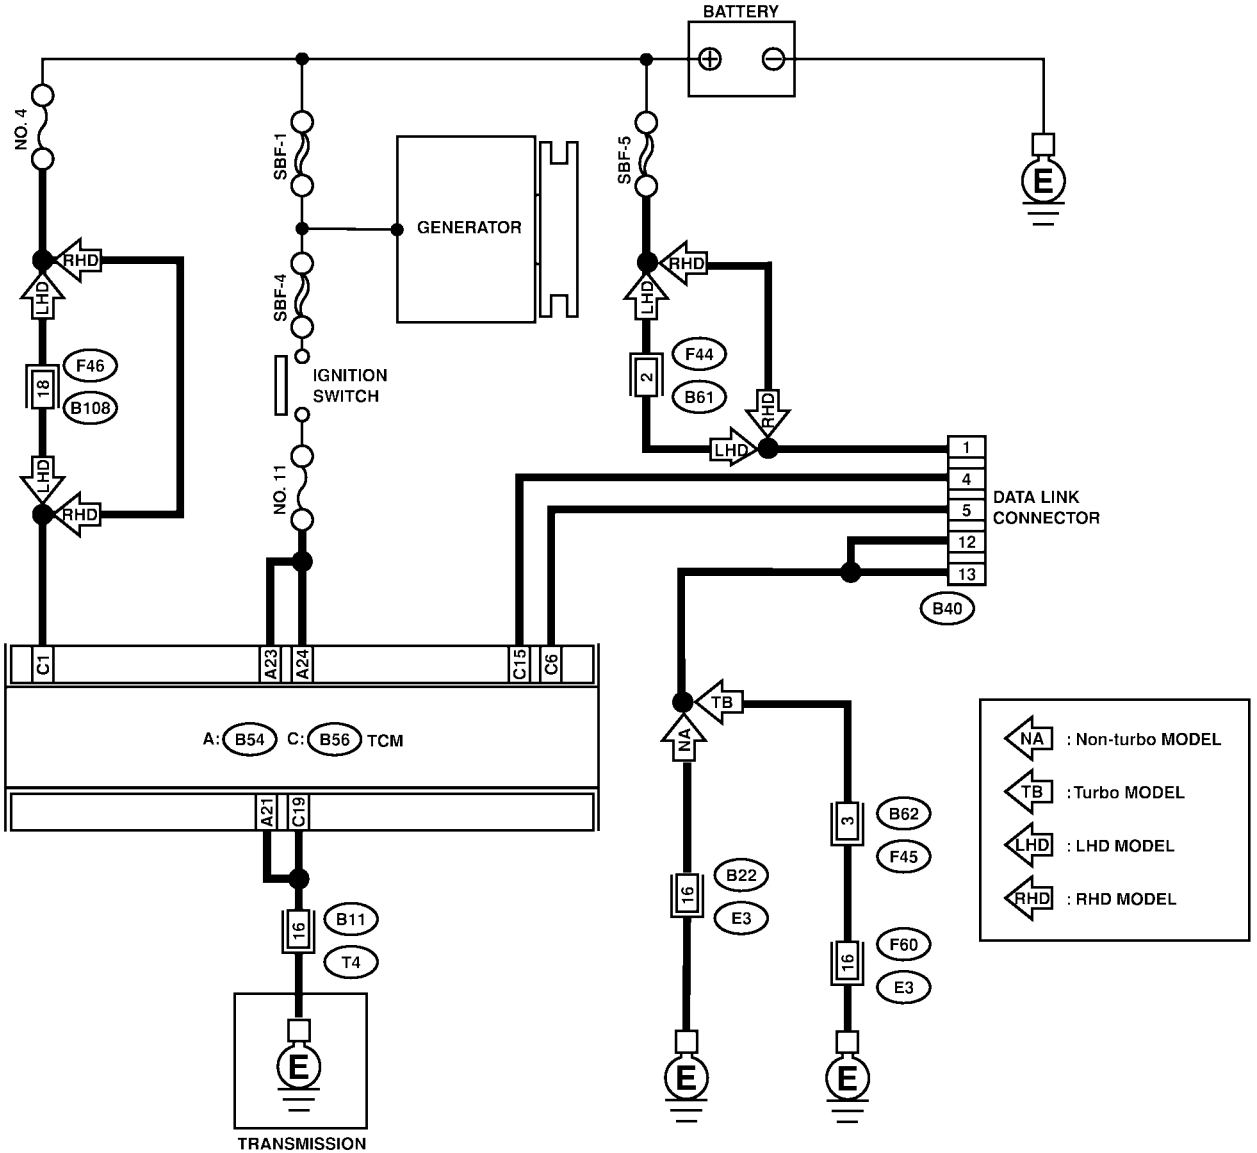 BATTERY
NO. 4
SBF-1
SBF-5
E
GENERATOR
RHD
LHD
SBF-4
RHD
LHD
F46
18
B108
IGNITION
SWITCH
F44
2
B61
RHD
LHD
LHD
RHD
NO. 11
1
4
5
12
13
DATA LINK
CONNECTOR
B40
C1
A23
A24
C15
C6
A: B54 C: B56 TCM
A21
C19
TB
NA
NA : Non-turbo MODEL
TB :Turbo MODEL
LHD : LHD MODEL
RHD : RHD MODEL
B62
3
F45
B22
16
E3
B11
16
T4
F60
16
E3
E
E
E
TRANSMISSION